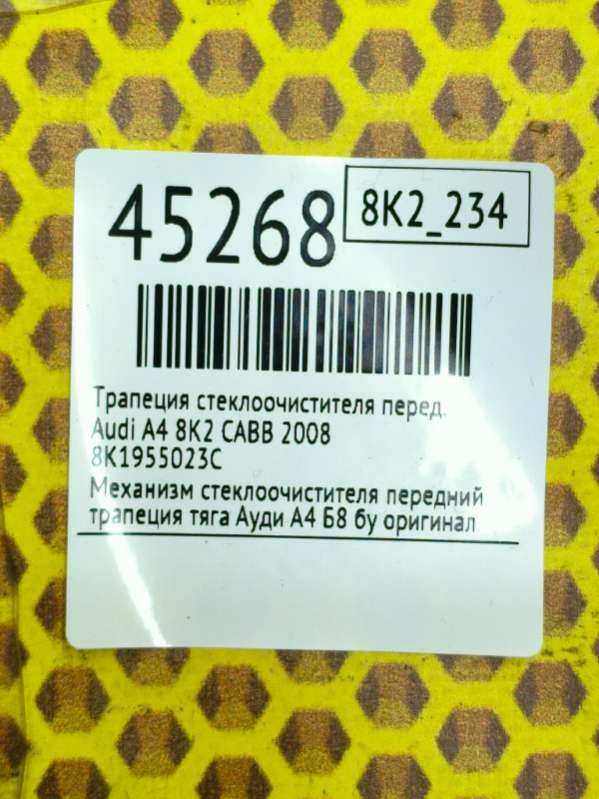 45268
8K2_234
Трапеция стеклоочистителя перед.
Audi A4 8K2 CABB 2008
8K1955023C
Механизм стеклоочистителя передний
трапеция тяга Ауди А4 Б8 бу оригинал